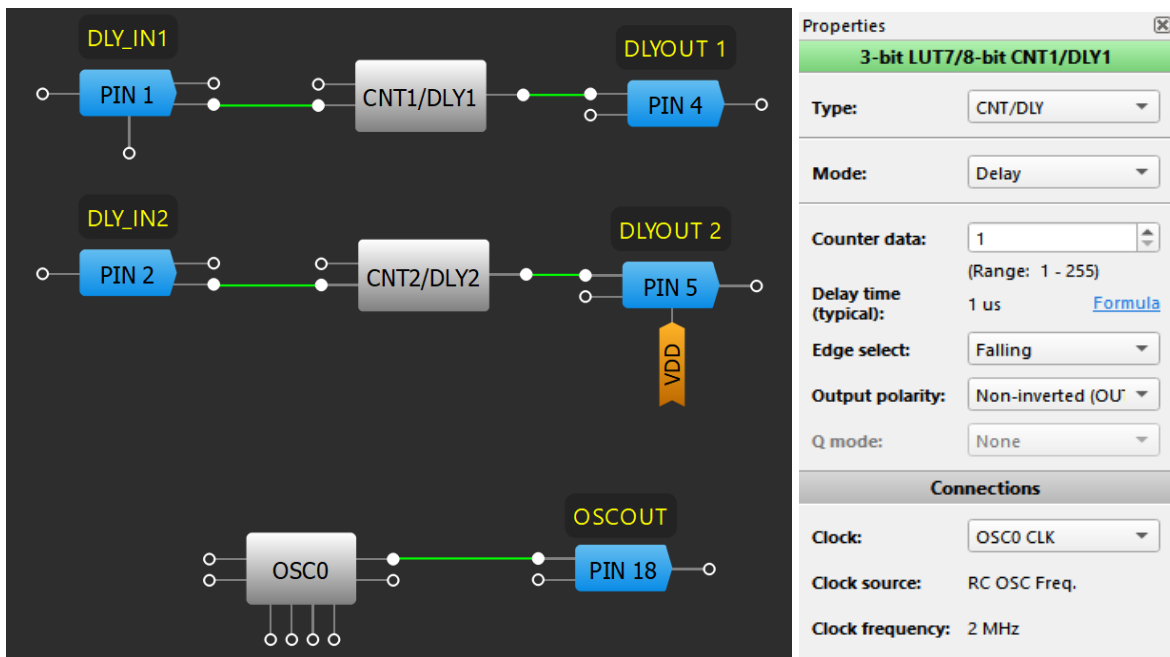 DLY_IN1
PIN 1
CNT1/DLY1
DLYOUT 1
PIN 4
DLY_IN2
PIN 2
CNT2/DLY2
DLYOUT 2
PIN 5
VDD
OSC0
OSCOUT
PIN 18
Properties
3-bit LUT7/8-bit CNT1/DLY1
Type: CNT/DLY
Mode: Delay
Counter data: 1
(Range: 1 - 255)
Delay time
(typical): 1 us Formula
Edge select: Falling
Output polarity: Non-inverted (OU
Q mode: None
Connections
Clock: OSC0 CLK
Clock source: RC OSC Freq.
Clock frequency: 2 MHz